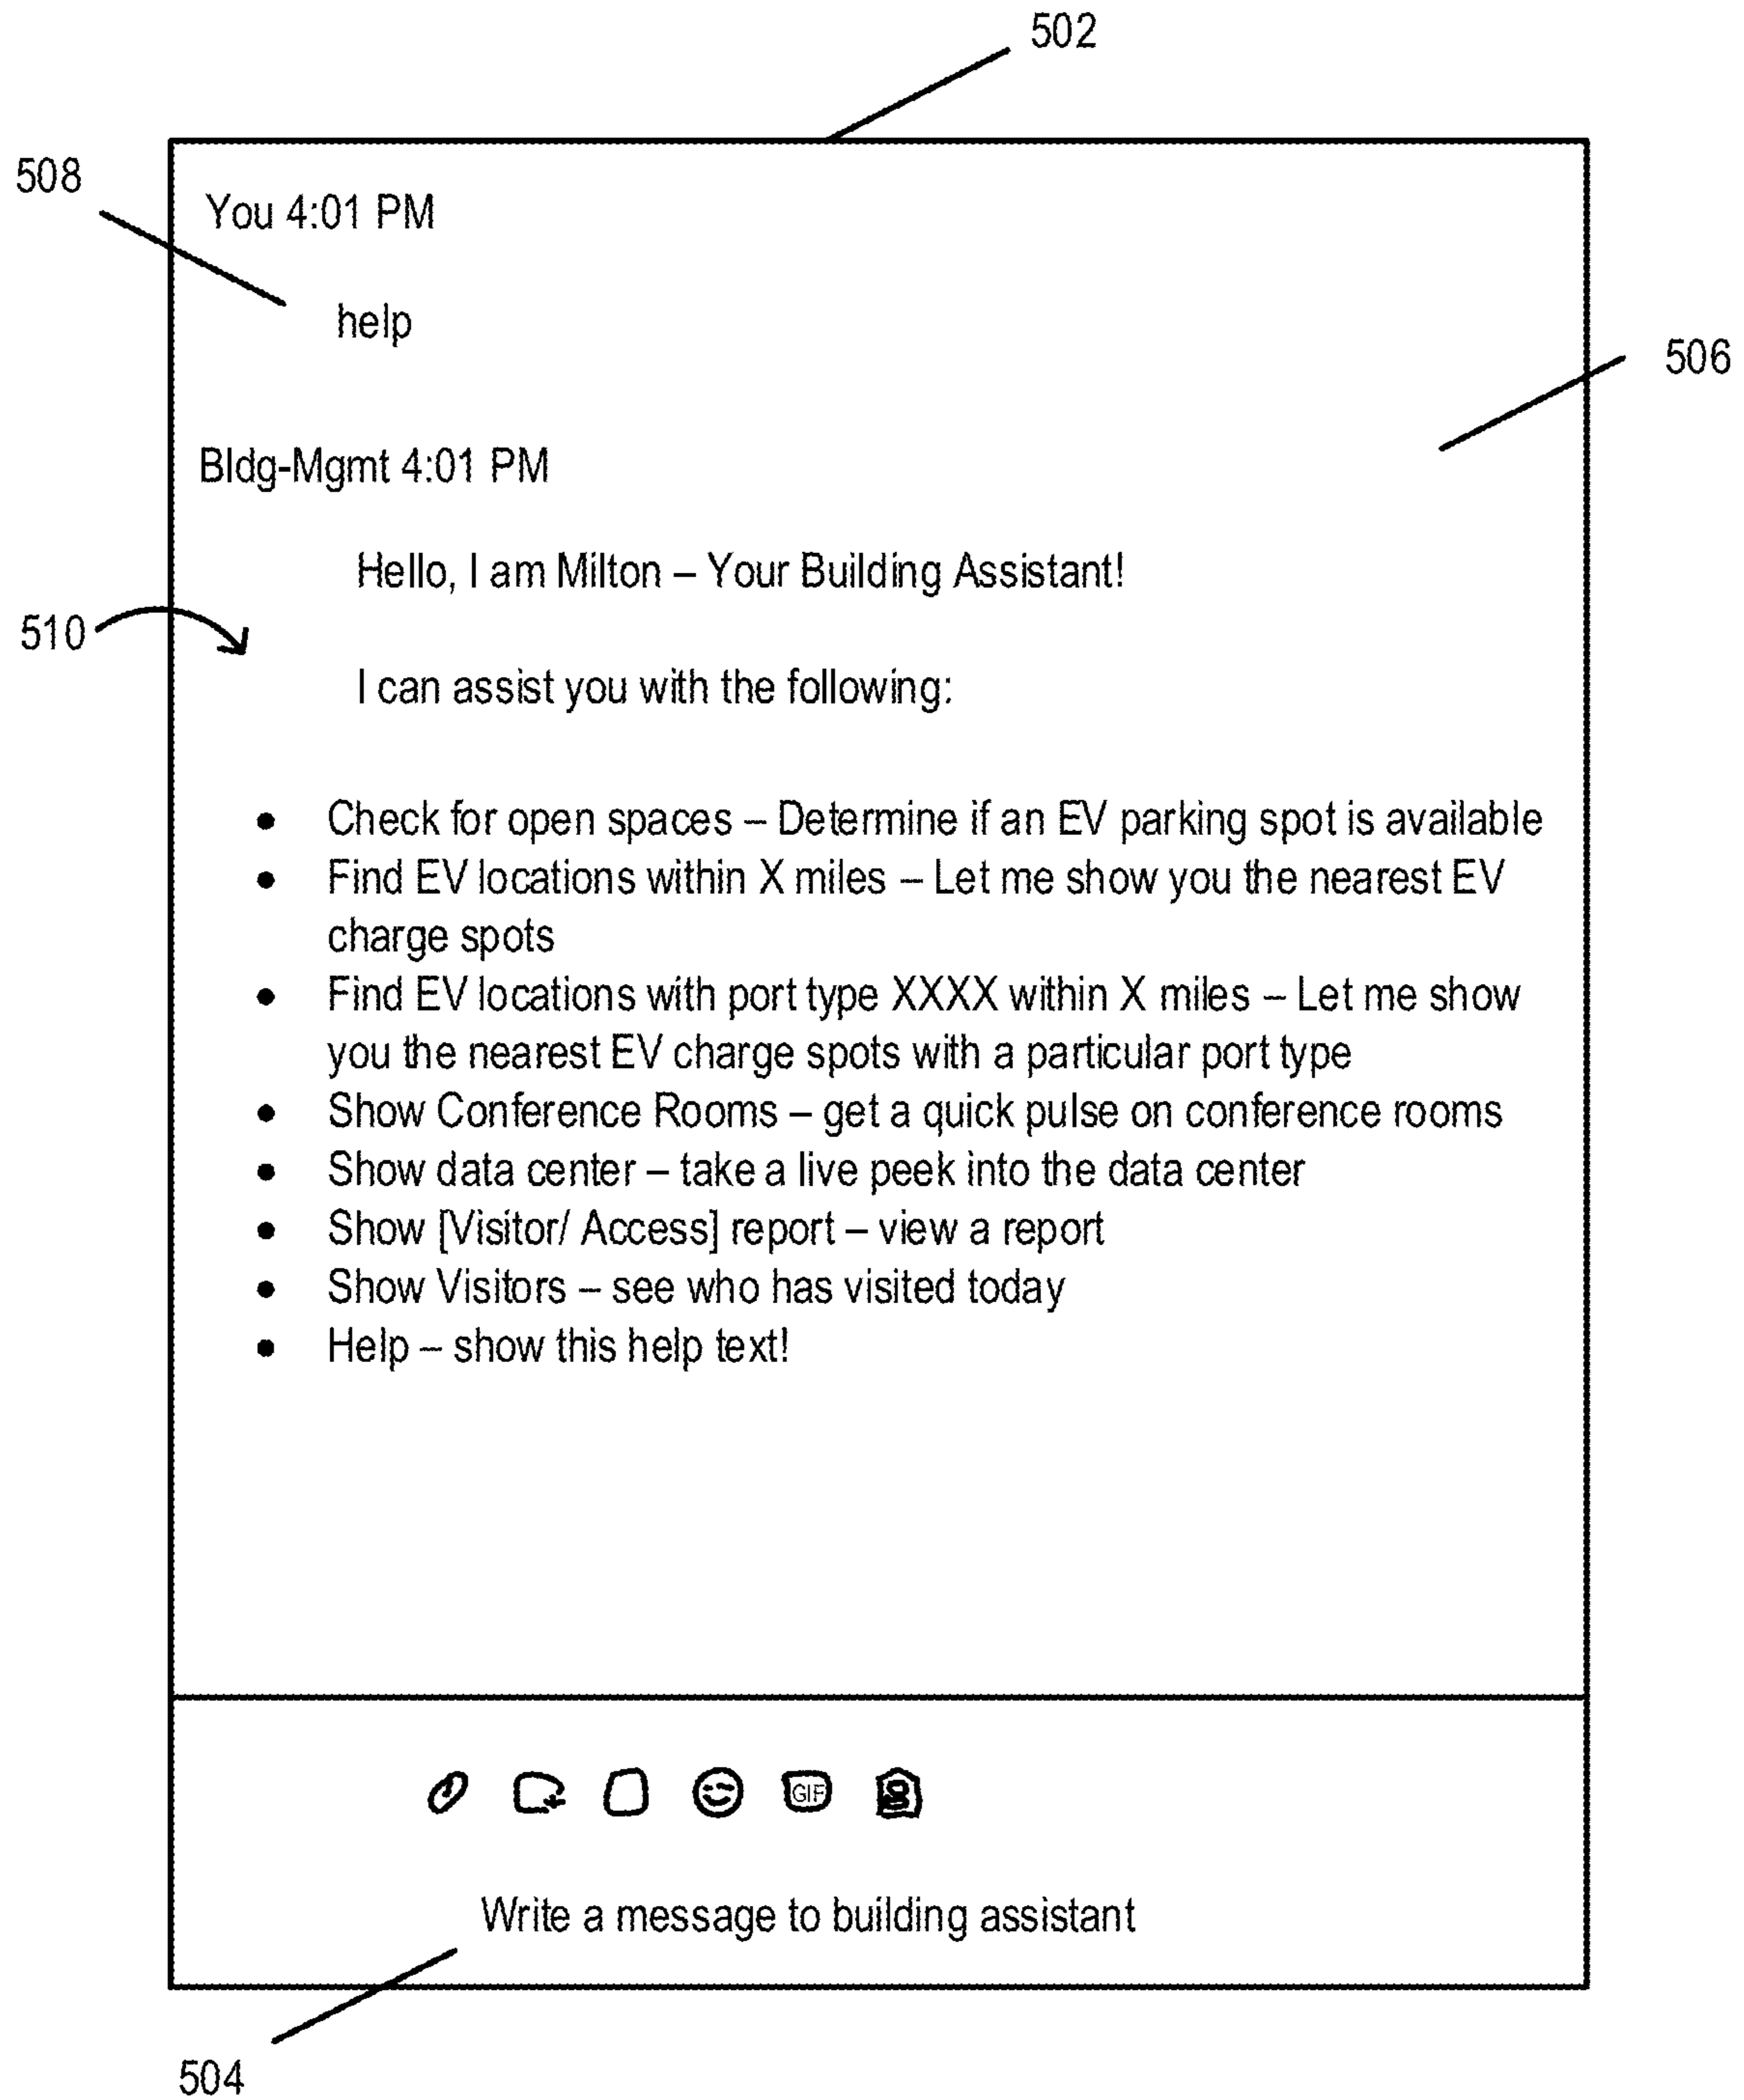 502
508
You 4:01 PM
help
506
Bldg-Mgmt 4:01 PM
Hello, I am Milton – Your Building Assistant!
510
I can assist you with the following:
• Check for open spaces – Determine if an EV parking spot is available
• Find EV locations within X miles – Let me show you the nearest EV
charge spots
• Find EV locations with port type XXXX within X miles – Let me show
you the nearest EV charge spots with a particular port type
• Show Conference Rooms – get a quick pulse on conference rooms
• Show data center – take a live peek into the data center
• Show [Visitor/ Access] report – view a report
• Show Visitors – see who has visited today
• Help – show this help text!
GIF
Write a message to building assistant
504